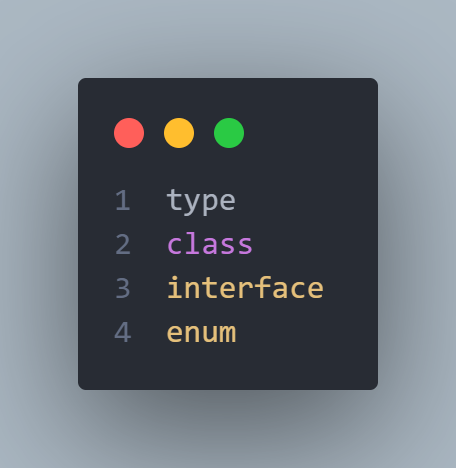 1 type
2 class
3 interface
4 enum